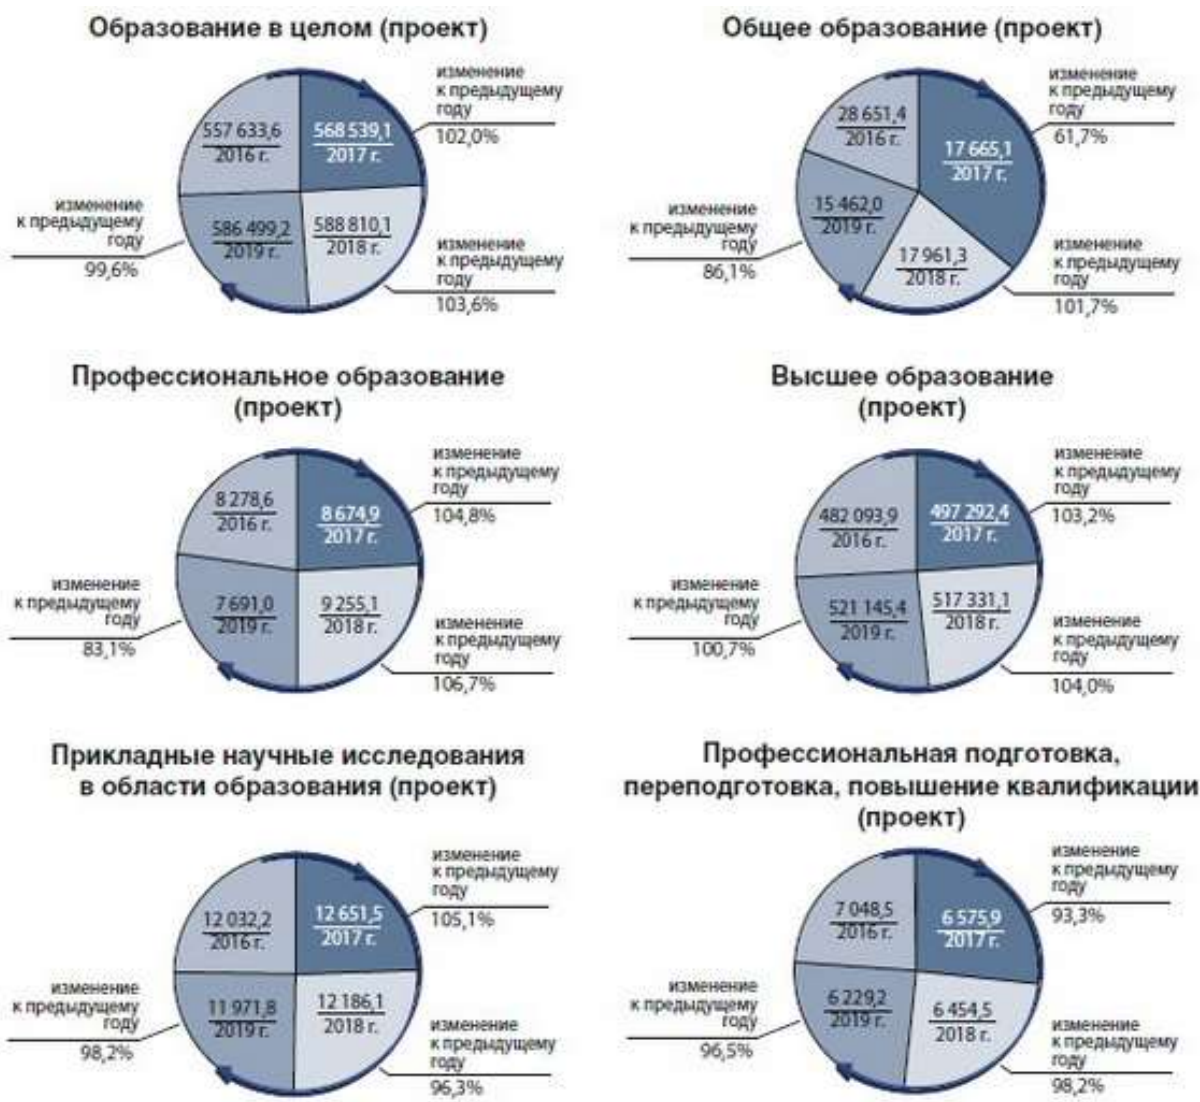 Образование в целом (проект)
557 633,6
2016 г.
568 539,1
2017 г.
изменение
к предыдущему
году
102,0%
изменение
к предыдущему
году
99,6%
586 499,2
2019 г.
588 810,1
2018 г.
изменение
к предыдущему
году
103,6%
Общее образование (проект)
28 651,4
2016 г.
17 665,1
2017 г.
изменение
к предыдущему
году
61,7%
изменение
к предыдущему
году
86,1%
15 462,0
2019 г.
17 961,3
2018 г.
изменение
к предыдущему
году
101,7%
Профессиональное образование
(проект)
8 278,6
2016 г.
8 674,9
2017 г.
изменение
к предыдущему
году
104,8%
изменение
к предыдущему
году
83,1%
7 691,0
2019 г.
9 255,1
2018 г.
изменение
к предыдущему
году
106,7%
Высшее образование
(проект)
482 093,9
2016 г.
497 292,4
2017 г.
изменение
к предыдущему
году
103,2%
изменение
к предыдущему
году
100,7%
521 145,4
2019 г.
517 331,1
2018 г.
изменение
к предыдущему
году
104,0%
Прикладные научные исследования
в области образования (проект)
12 032,2
2016 г.
12 651,5
2017 г.
изменение
к предыдущему
году
105,1%
изменение
к предыдущему
году
98,2%
11 971,8
2019 г.
12 186,1
2018 г.
изменение
к предыдущему
году
96,3%
Профессиональная подготовка,
переподготовка, повышение квалификации
(проект)
7 048,5
2016 г.
6 575,9
2017 г.
изменение
к предыдущему
году
93,3%
изменение
к предыдущему
году
96,5%
6 229,2
2019 г.
6 454,5
2018 г.
изменение
к предыдущему
году
98,2%